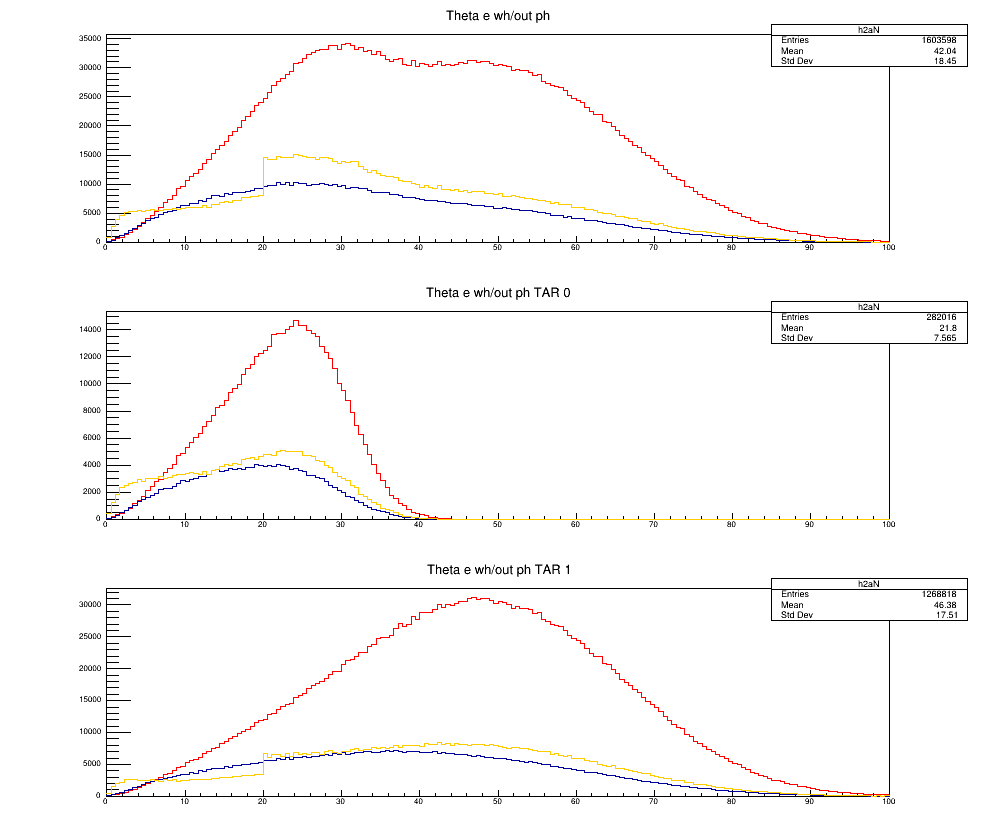 Theta e wh/out ph
h2aN
Entries 1603598
Mean 42.04
Std Dev 18.45
35000
30000
25000
20000
15000
10000
5000
0
0 10 20 30 40 50 60 70 80 90 100
Theta e wh/out ph TAR 0
h2aN
Entries 282016
Mean 21.8
Std Dev 7.565
14000
12000
10000
8000
6000
4000
2000
0
0 10 20 30 40 50 60 70 80 90 100
Theta e wh/out ph TAR 1
h2aN
Entries 1268818
Mean 46.38
Std Dev 17.51
30000
25000
20000
15000
10000
5000
0
0 10 20 30 40 50 60 70 80 90 100